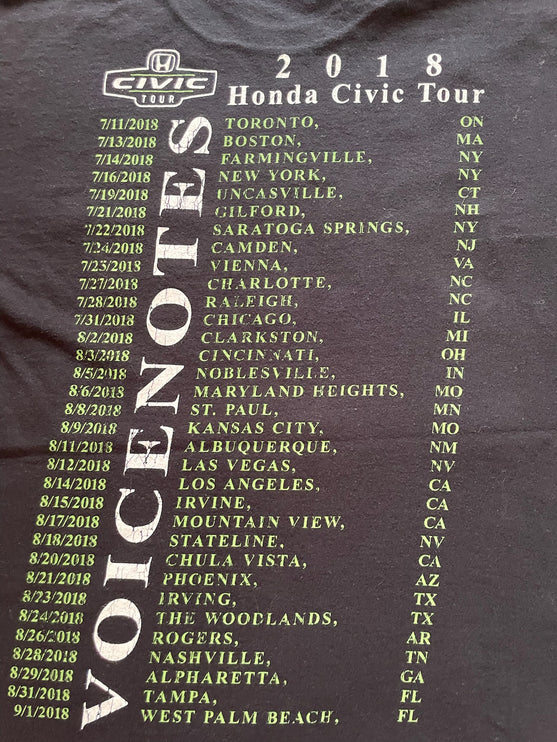 H
CIVIC
TOUR
2018
Honda Civic Tour
VOICENOTES
7/11/2018 TORONTO, ON
7/13/2018 BOSTON, MA
7/14/2018 FARMINGVILLE, NY
7/16/2018 NEW YORK, NY
7/19/2018 UNCASVILLE, CT
7/21/2018 GILFORD, NH
7/22/2018 SARATOGA SPRINGS, NY
7/24/2018 CAMDEN, NJ
7/25/2018 VIENNA, VA
7/27/2018 CHARLOTTE, NC
7/28/2018 RALEIGH, NC
7/31/2018 CHICAGO, IL
8/2/2018 CLARKSTON, MI
8/3/2018 CINCINNATI, OH
8/5/2018 NOBLESVILLE, IN
8/6/2018 MARYLAND HEIGHTS, MO
8/8/2018 ST. PAUL, MN
8/9/2018 KANSAS CITY, MO
8/11/2018 ALBUQUERQUE, NM
8/12/2018 LAS VEGAS, NV
8/14/2018 LOS ANGELES, CA
8/15/2018 IRVINE, CA
8/17/2018 MOUNTAIN VIEW, CA
8/18/2018 STATELINE, NV
8/20/2018 CHULA VISTA, CA
8/21/2018 PHOENIX, AZ
8/23/2018 IRVING, TX
8/24/2018 THE WOODLANDS, TX
8/26/2018 ROGERS, AR
8/28/2018 NASHVILLE, TN
8/29/2018 ALPHARETTA, GA
8/31/2018 TAMPA, FL
9/1/2018 WEST PALM BEACH, FL